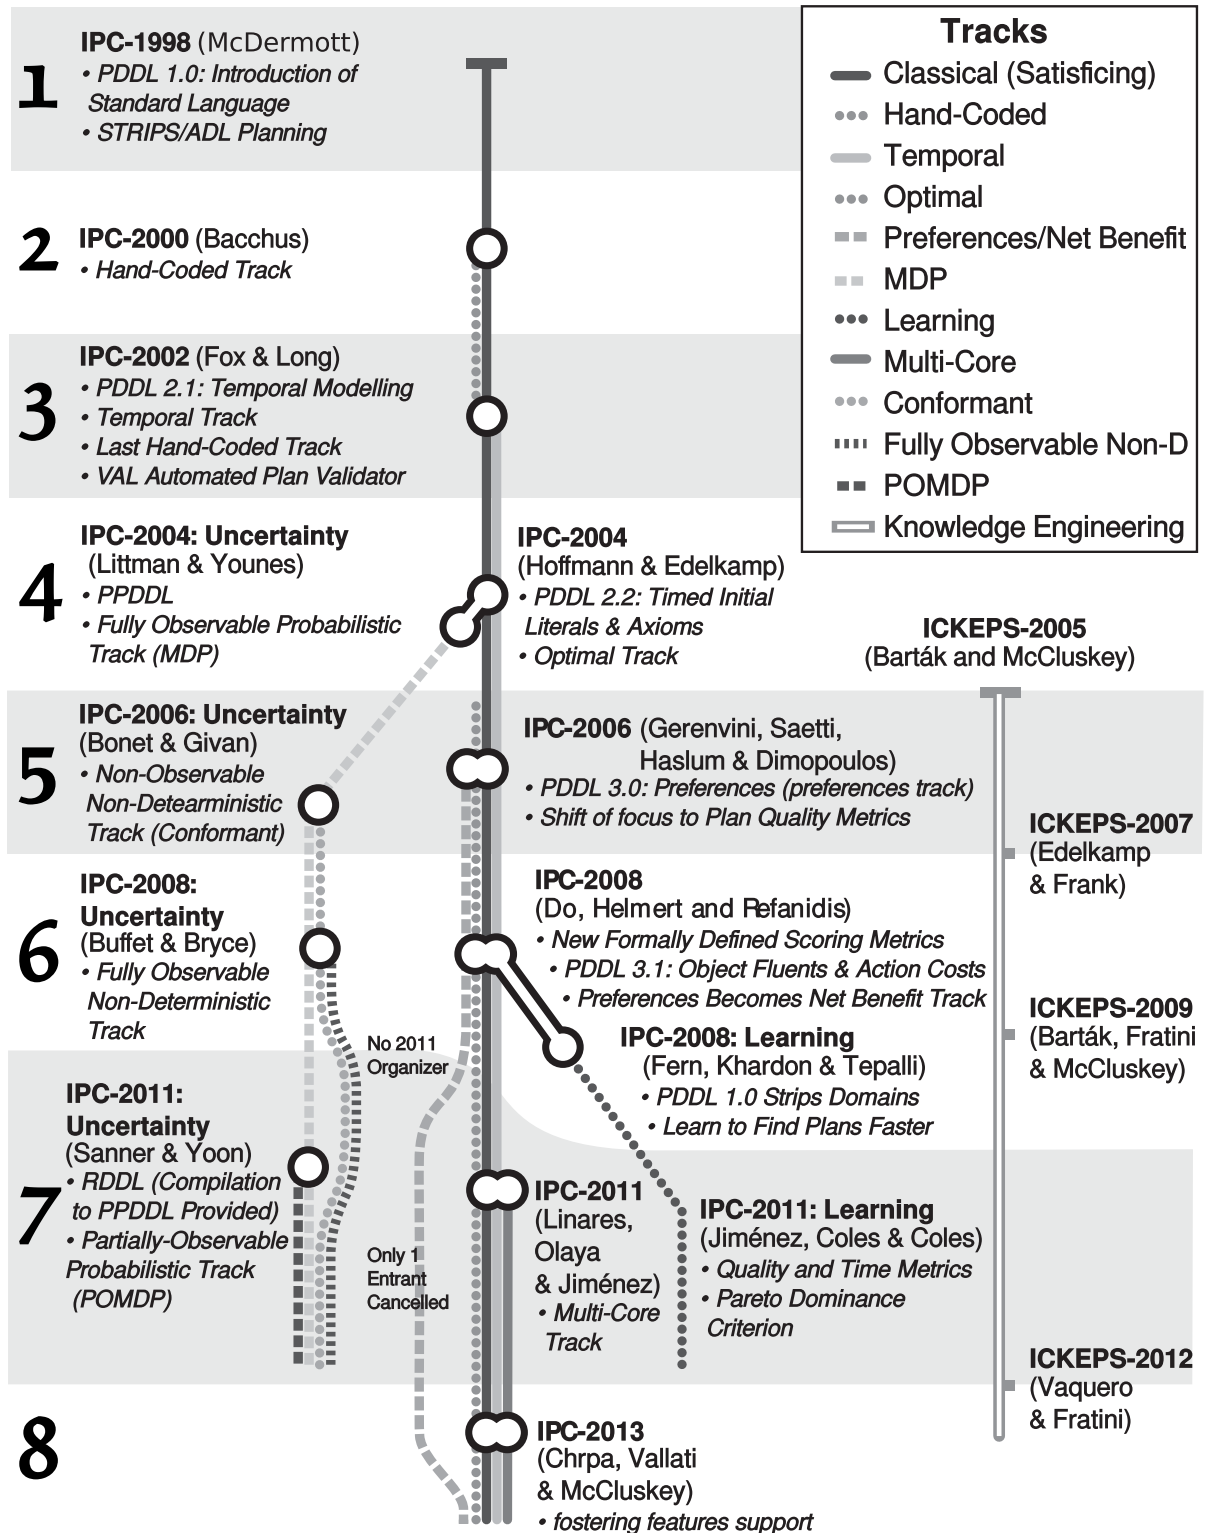 1
IPC-1998 (McDermott)
• PDDL 1.0: Introduction of
Standard Language
• STRIPS/ADL Planning
Tracks
Classical (Satisficing)
Hand-Coded
Temporal
Optimal
Preferences/Net Benefit
MDP
Learning
Multi-Core
Conformant
Fully Observable Non-D
POMDP
Knowledge Engineering
2
IPC-2000 (Bacchus)
• Hand-Coded Track
3
IPC-2002 (Fox & Long)
• PDDL 2.1: Temporal Modelling
• Temporal Track
• Last Hand-Coded Track
• VAL Automated Plan Validator
4
IPC-2004: Uncertainty
(Littman & Younes)
• PPDDL
• Fully Observable Probabilistic
Track (MDP)
IPC-2004
(Hoffmann & Edelkamp)
• PDDL 2.2: Timed Initial
Literals & Axioms
• Optimal Track
ICKEPS-2005
(Barták and McCluskey)
5
IPC-2006: Uncertainty
(Bonet & Givan)
• Non-Observable
Non-Detearministic
Track (Conformant)
IPC-2006 (Gerenvini, Saetti,
Haslum & Dimopoulos)
• PDDL 3.0: Preferences (preferences track)
• Shift of focus to Plan Quality Metrics
ICKEPS-2007
(Edelkamp
& Frank)
6
IPC-2008:
Uncertainty
(Buffet & Bryce)
• Fully Observable
Non-Deterministic
Track
IPC-2008
(Do, Helmert and Refanidis)
• New Formally Defined Scoring Metrics
• PDDL 3.1: Object Fluents & Action Costs
• Preferences Becomes Net Benefit Track
IPC-2008: Learning
(Fern, Khardon & Tepalli)
• PDDL 1.0 Strips Domains
• Learn to Find Plans Faster
ICKEPS-2009
(Barták, Fratini
& McCluskey)
No 2011
Organizer
7
IPC-2011:
Uncertainty
(Sanner & Yoon)
• RDDL (Compilation
to PPDDL Provided)
• Partially-Observable
Probabilistic Track
(POMDP)
Only 1
Entrant
Cancelled
IPC-2011
(Linares,
Olaya
& Jiménez)
• Multi-Core
Track
IPC-2011: Learning
(Jiménez, Coles & Coles)
• Quality and Time Metrics
• Pareto Dominance
Criterion
ICKEPS-2012
(Vaquero
& Fratini)
8
IPC-2013
(Chrpa, Vallati
& McCluskey)
• fostering features support